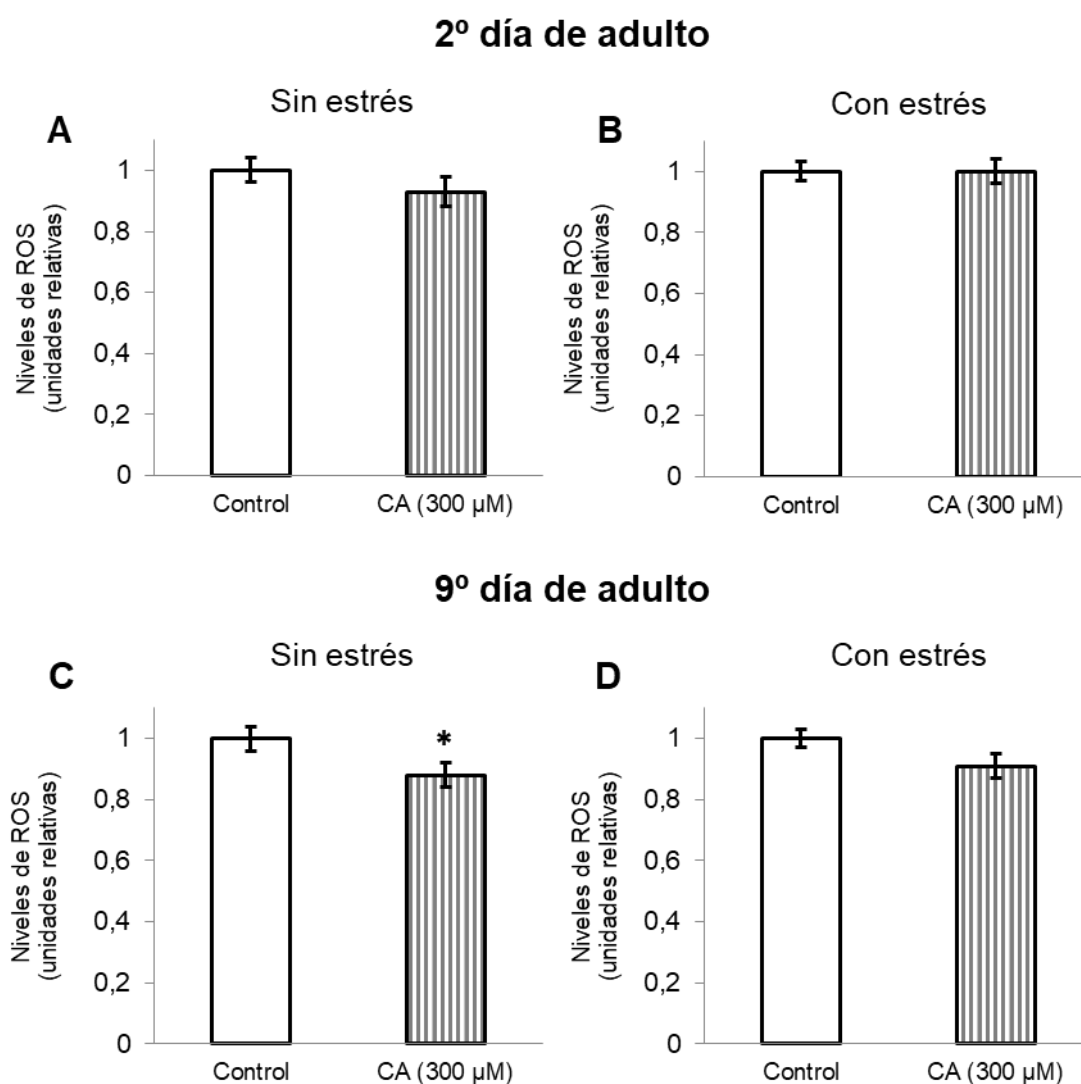 2º día de adulto
Sin estrés
Con estrés
A
B
Niveles de ROS
(unidades relativas)
1
0,8
0,6
0,4
0,2
0
Control
CA (300 µM)
Niveles de ROS
(unidades relativas)
1
0,8
0,6
0,4
0,2
0
Control
CA (300 µM)
9º día de adulto
Sin estrés
Con estrés
C
D
Niveles de ROS
(unidades relativas)
1
0,8
0,6
0,4
0,2
0
*
Control
CA (300 µM)
Niveles de ROS
(unidades relativas)
1
0,8
0,6
0,4
0,2
0
Control
CA (300 µM)